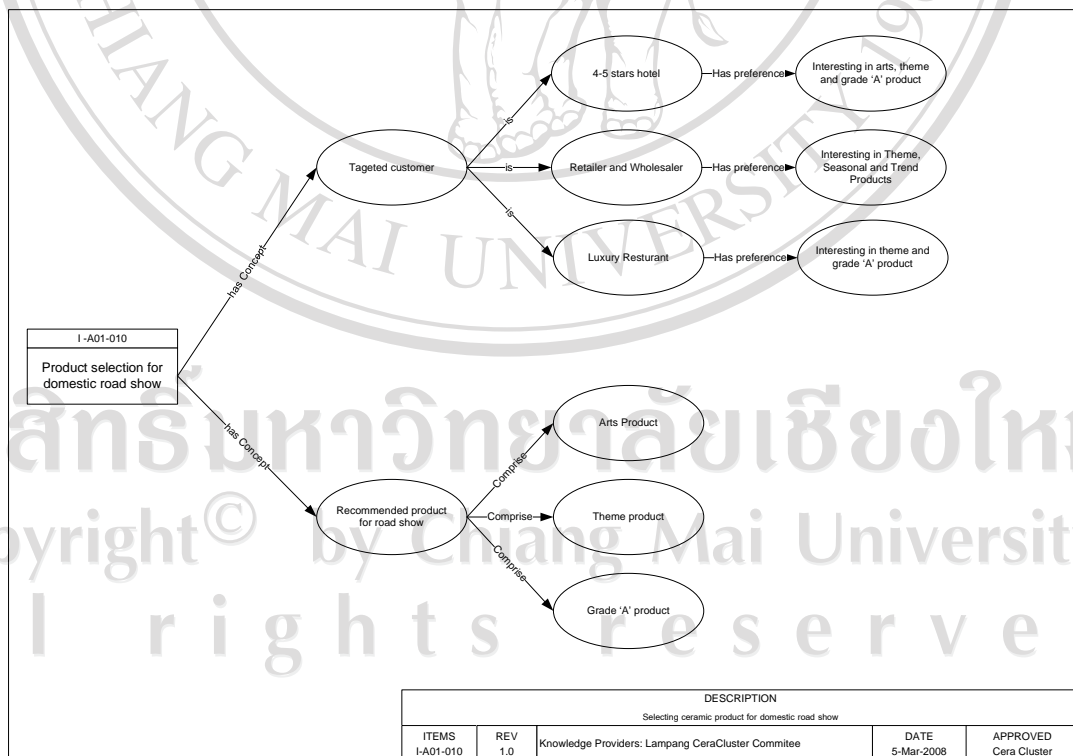 4-5 stars hotel
Has preference
Interesting in arts, theme
and grade 'A' product
is
Tageted customer
is
Retailer and Wholesaler
Has preference
Interesting in Theme,
Seasonal and Trend
Products
is
Luxury Resturant
Has preference
Interesting in theme and
grade 'A' product
has Concept
I -A01-010
Product selection for
domestic road show
has Concept
Arts Product
Comprise
Recommended product
for road show
Comprise
Theme product
Comprise
Grade 'A' product
MAI UNIVERSITY
สิทธิ์มหาวิทยาลัยเชียงให
pyright © by Chiang Mai Universit
l rights reserve
DESCRIPTION
Selecting ceramic product for domestic road show
ITEMS
I-A01-010
REV
1.0
Knowledge Providers: Lampang CeraCluster Commitee
DATE
5-Mar-2008
APPROVED
Cera Cluster